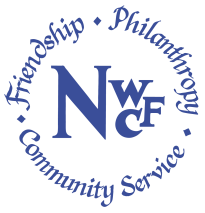 Friendship • Philanthropy • Community Service •
NWCF